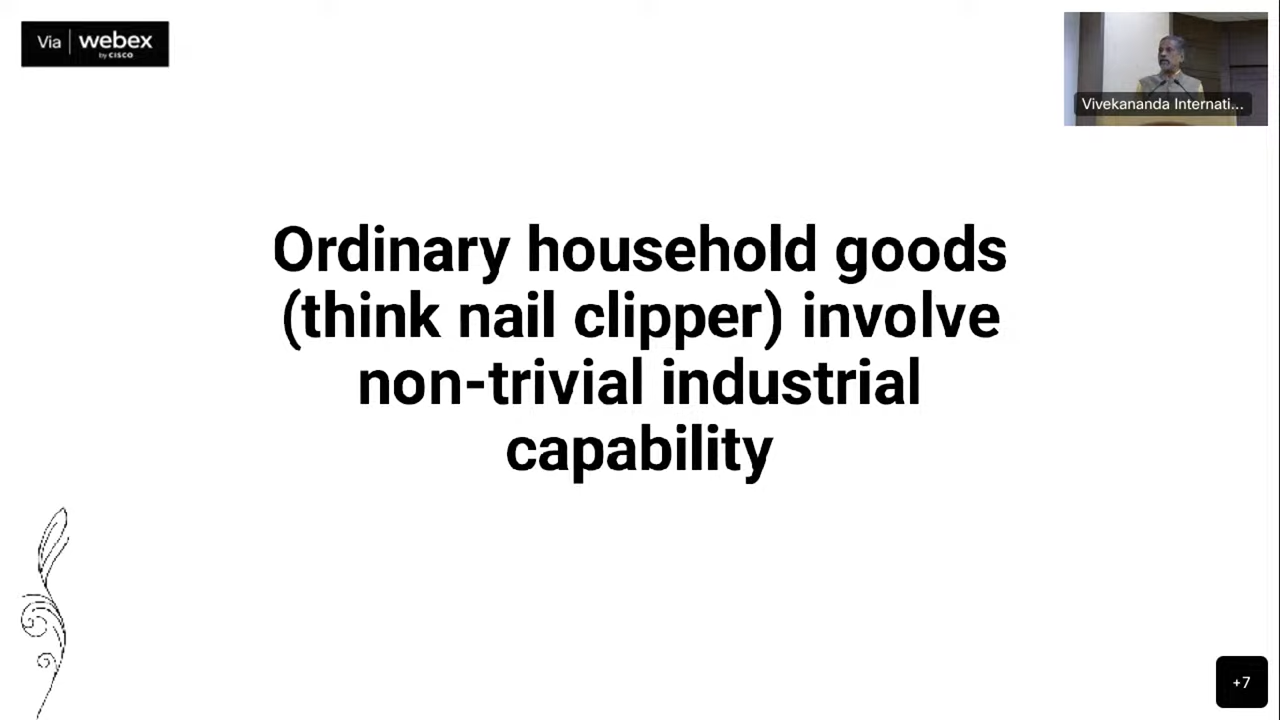 Via webex
by CISCO
Vivekananda Internati...
Ordinary household goods
(think nail clipper) involve
non-trivial industrial
capability
+7